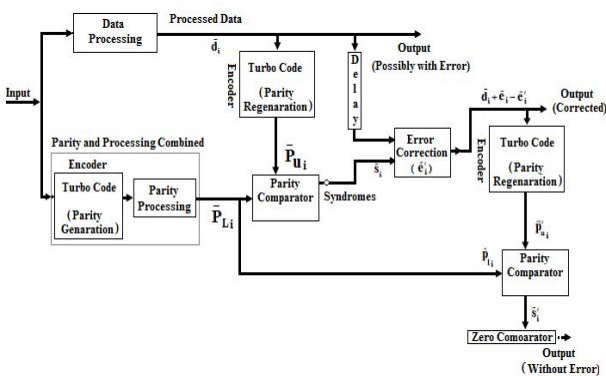 Data
Processing
Processed Data
d̄i
Output
(Possibly with Error)
Input
Encoder
Turbo Code
(Parity
Regenaration)
Delay
d̄i+ēi−ē′i
Output
(Corrected)
Parity and Processing Combined
Encoder
Turbo Code
(Parity
Genaration)
Parity
Processing
P̄Li
P̄ui
Parity
Comparator
Syndromes
s̄i
Error
Correction
(ē′i)
Encoder
Turbo Code
(Parity
Regenaration)
p̄′ui
p̄Li
Parity
Comparator
s̄′i
Zero Comoarator
Output
( Without Error)